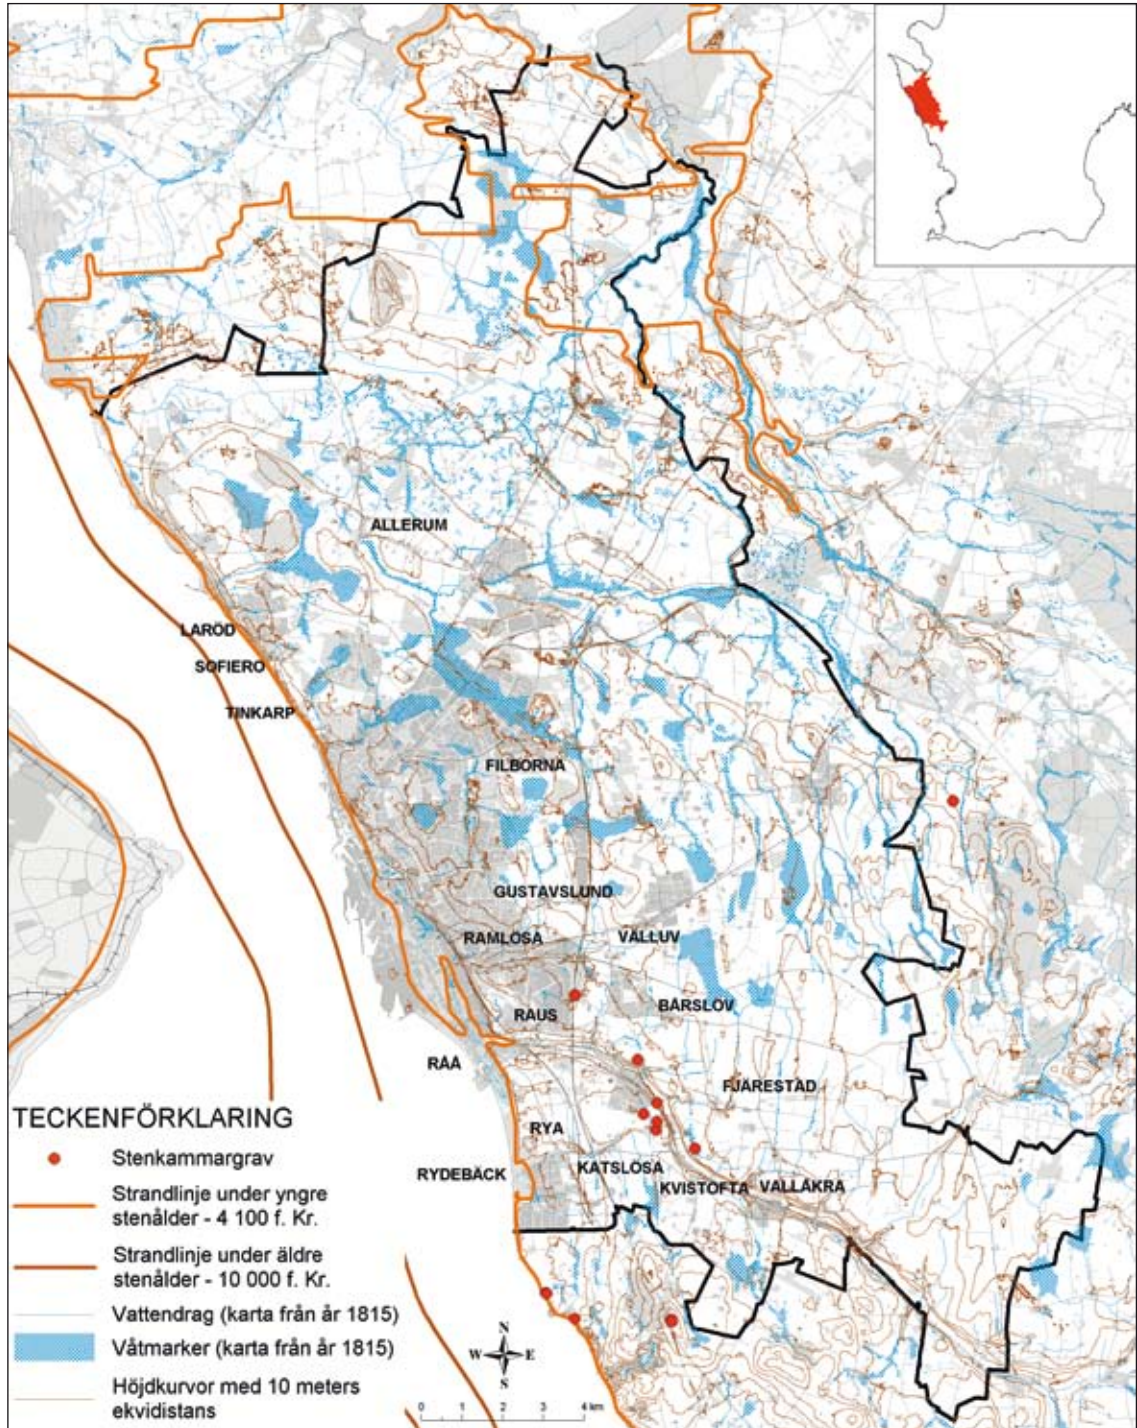 ALLERUM
LARÖD
SOFIERO
TINKARP
FILBORNA
GUSTAVSLUND
RAMLÖSA
VÄLLUV
RAUS
BÅRSLÖV
RÅÅ
FJÄRESTAD
RYA
RYDEBÄCK
KATSLÖSA
KVISTOFTA
VALLÅKRA
TECKENFÖRKLARING
Stenkammargrav
Strandlinje under yngre
stenålder - 4 100 f. Kr.
Strandlinje under äldre
stenålder - 10 000 f. Kr.
Vattendrag (karta från år 1815)
Våtmarker (karta från år 1815)
Höjdkurvor med 10 meters
ekvidistans
N
W E
S
0 1 2 3 4 km